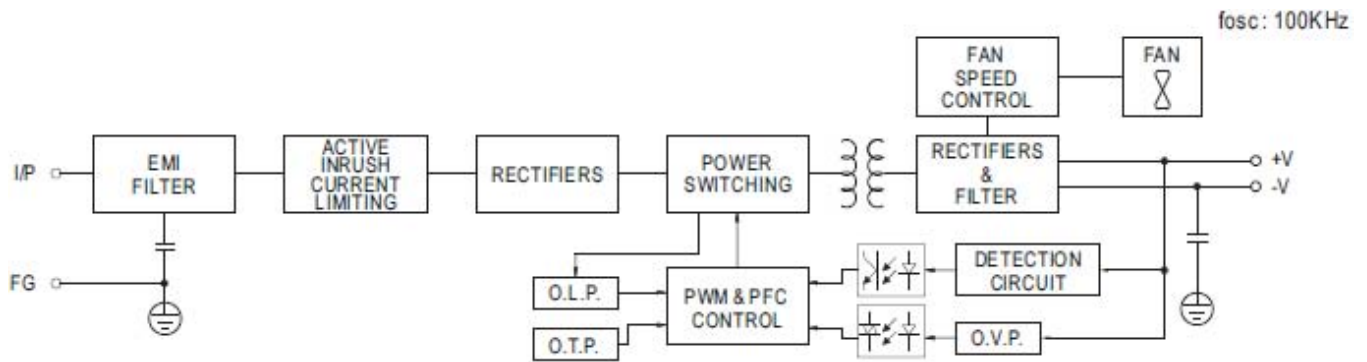 fosc : 100KHz
FAN
SPEED
CONTROL
FAN
I/P
EMI
FILTER
ACTIVE
INRUSH
CURRENT
LIMITING
RECTIFIERS
POWER
SWITCHING
RECTIFIERS
&
FILTER
+V
-V
FG
O.L.P.
O.T.P.
PWM & PFC
CONTROL
DETECTION
CIRCUIT
O.V.P.